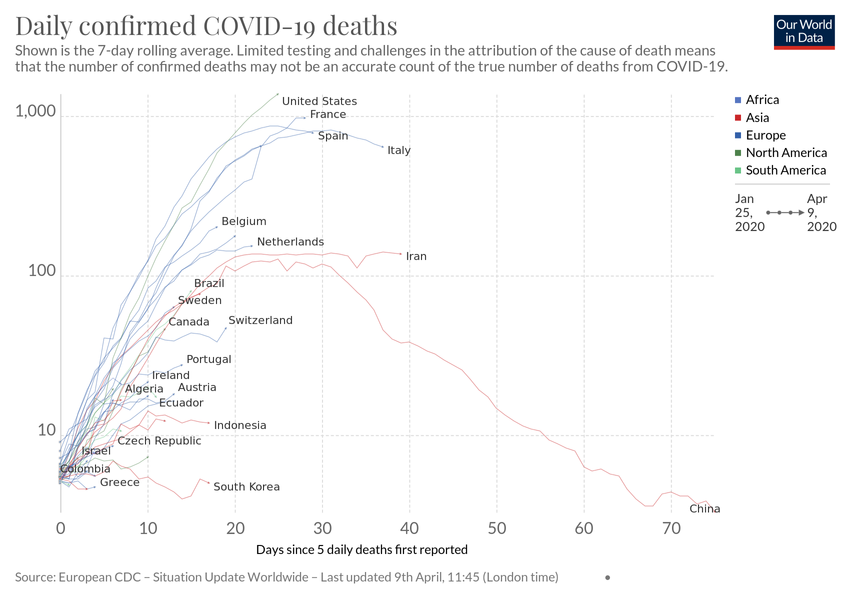 Daily confirmed COVID-19 deaths
Our World
in Data
Shown is the 7-day rolling average. Limited testing and challenges in the attribution of the cause of death means
that the number of confirmed deaths may not be an accurate count of the true number of deaths from COVID-19.
1,000
100
10
United States
France
Spain
Italy
Belgium
Netherlands
Iran
Brazil
Sweden
Canada
Switzerland
Portugal
Ireland
Algeria
Austria
Ecuador
Indonesia
Czech Republic
Israel
Colombia
Greece
South Korea
China
Africa
Asia
Europe
North America
South America
Jan
25,
2020
Apr
9,
2020
0 10 20 30 40 50 60 70
Days since 5 daily deaths first reported
Source: European CDC – Situation Update Worldwide – Last updated 9th April, 11:45 (London time)